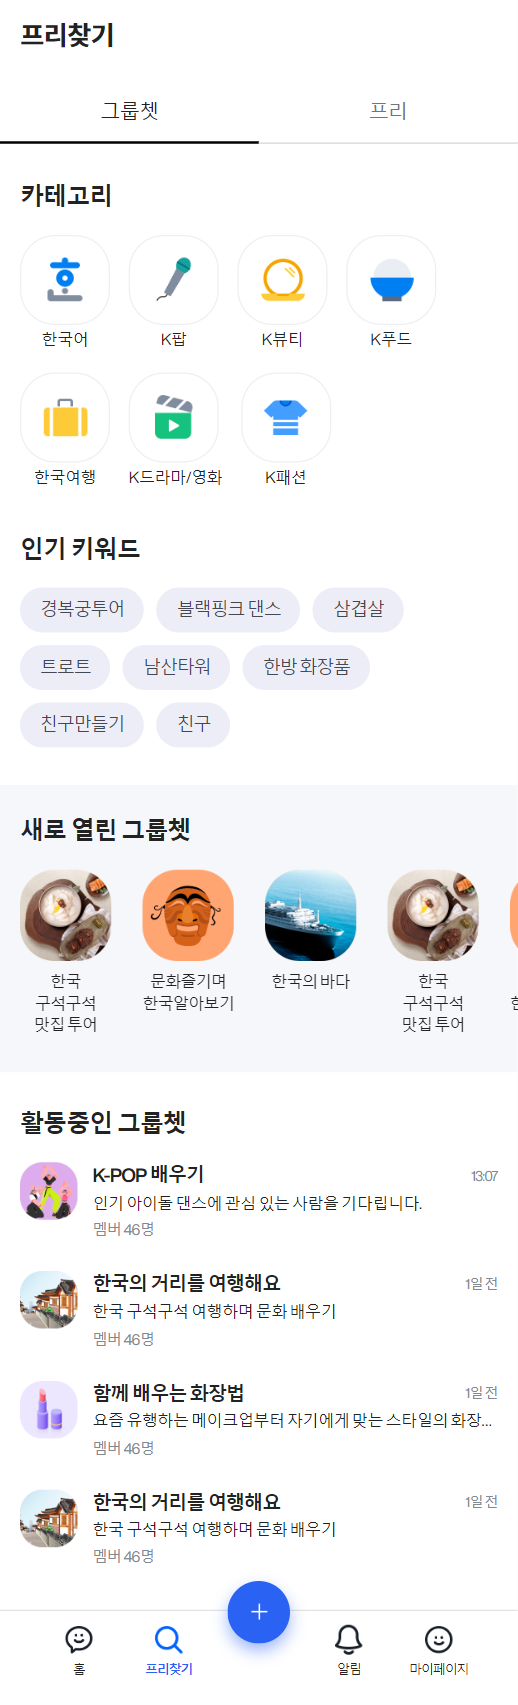 프리찾기
그룹쳇
프리
카테고리
한국어
K팝
K뷰티
K푸드
한국여행
K드라마/영화
K패션
인기 키워드
경복궁투어
블랙핑크 댄스
삼겹살
트로트
남산타워
한방 화장품
친구만들기
친구
새로 열린 그룹쳇
한국
구석구석
맛집 투어
문화즐기며
한국알아보기
한국의 바다
한국
구석구석
맛집 투어
활동중인 그룹쳇
K-POP 배우기
13:07
인기 아이돌 댄스에 관심 있는 사람을 기다립니다.
멤버 46명
한국의 거리를 여행해요
1일 전
한국 구석구석 여행하며 문화 배우기
멤버 46명
함께 배우는 화장법
1일 전
요즘 유행하는 메이크업부터 자기에게 맞는 스타일의 화장...
멤버 46명
한국의 거리를 여행해요
1일 전
한국 구석구석 여행하며 문화 배우기
멤버 46명
홈
프리찾기
알림
마이페이지